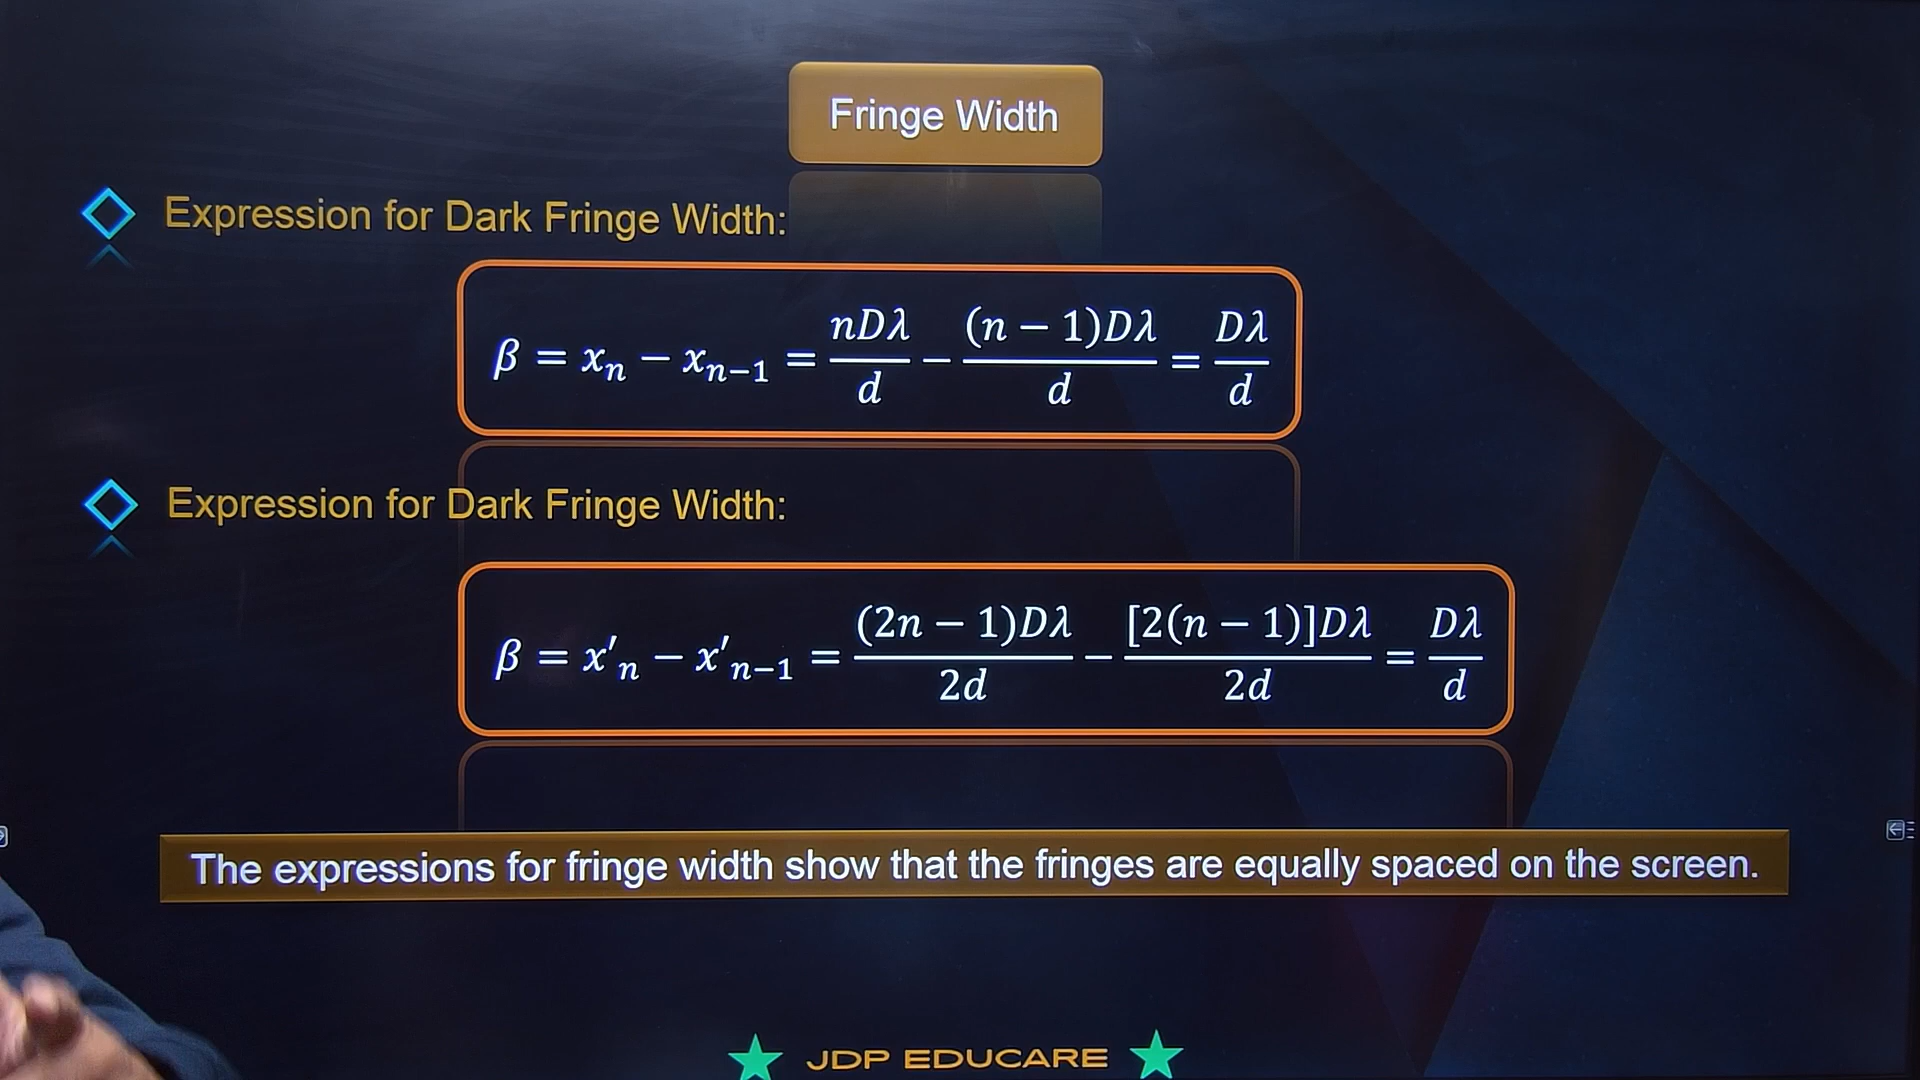 Fringe Width
Expression for Dark Fringe Width:
β = xₙ − xₙ₋₁ = nDλ/d − (n − 1)Dλ/d = Dλ/d
Expression for Dark Fringe Width:
β = x′ₙ − x′ₙ₋₁ = (2n − 1)Dλ/2d − [2(n − 1)]Dλ/2d = Dλ/d
The expressions for fringe width show that the fringes are equally spaced on the screen.
JDP EDUCARE